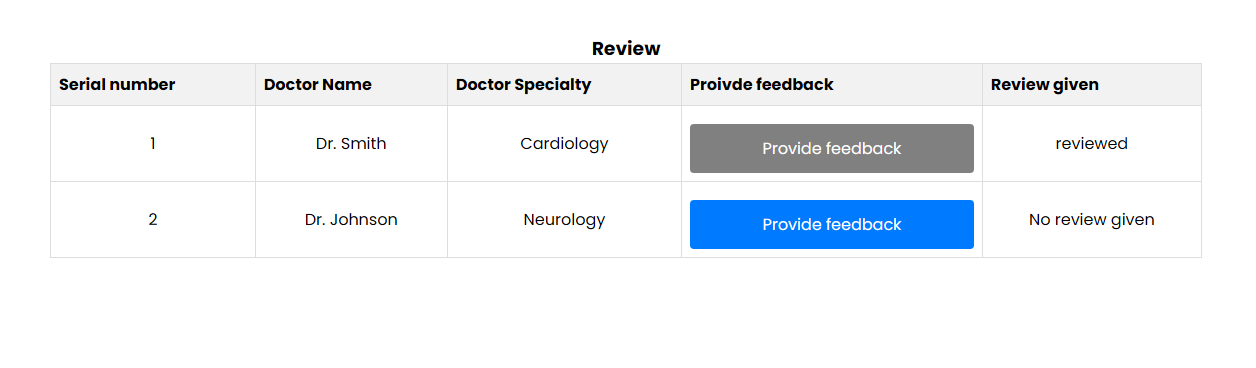 Review
Serial number Doctor Name Doctor Specialty Proivde feedback Review given
1 Dr. Smith Cardiology Provide feedback reviewed
2 Dr. Johnson Neurology Provide feedback No review given